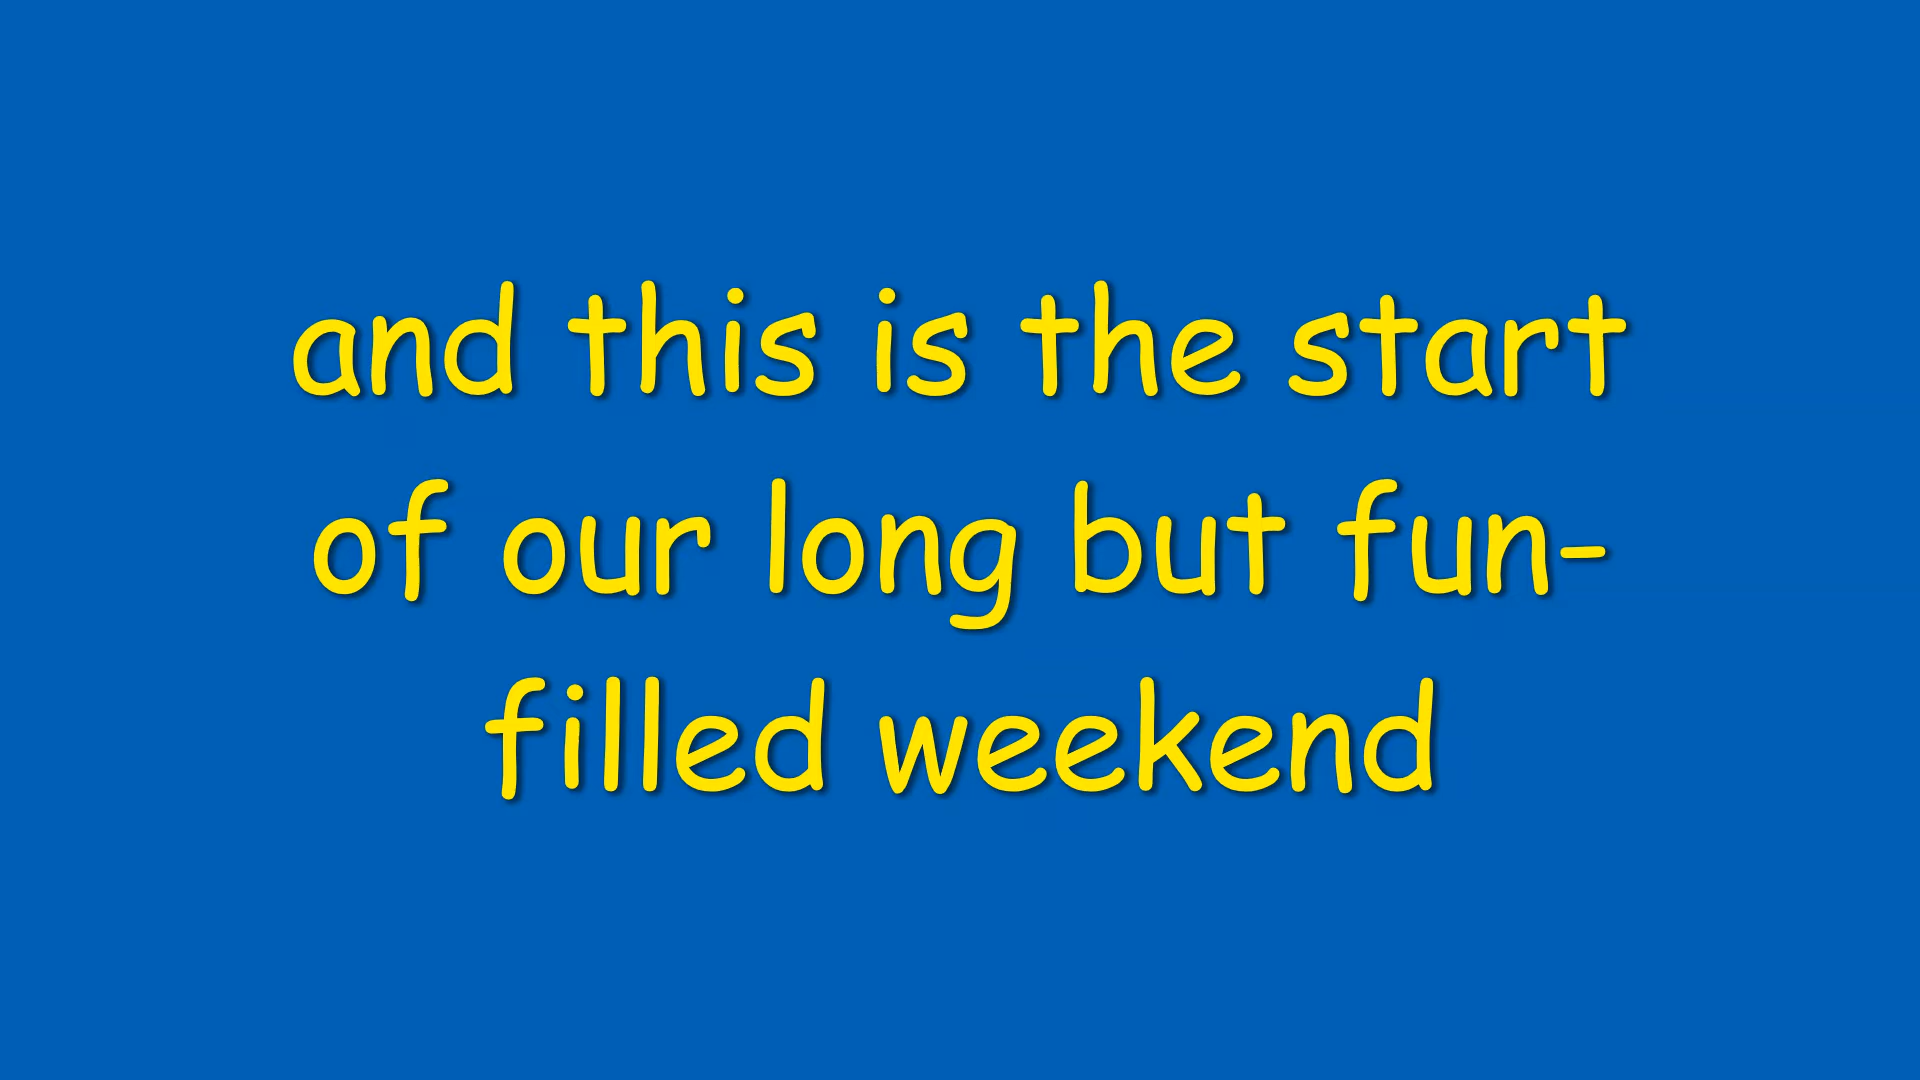 and this is the start
of our long but fun-
filled weekend